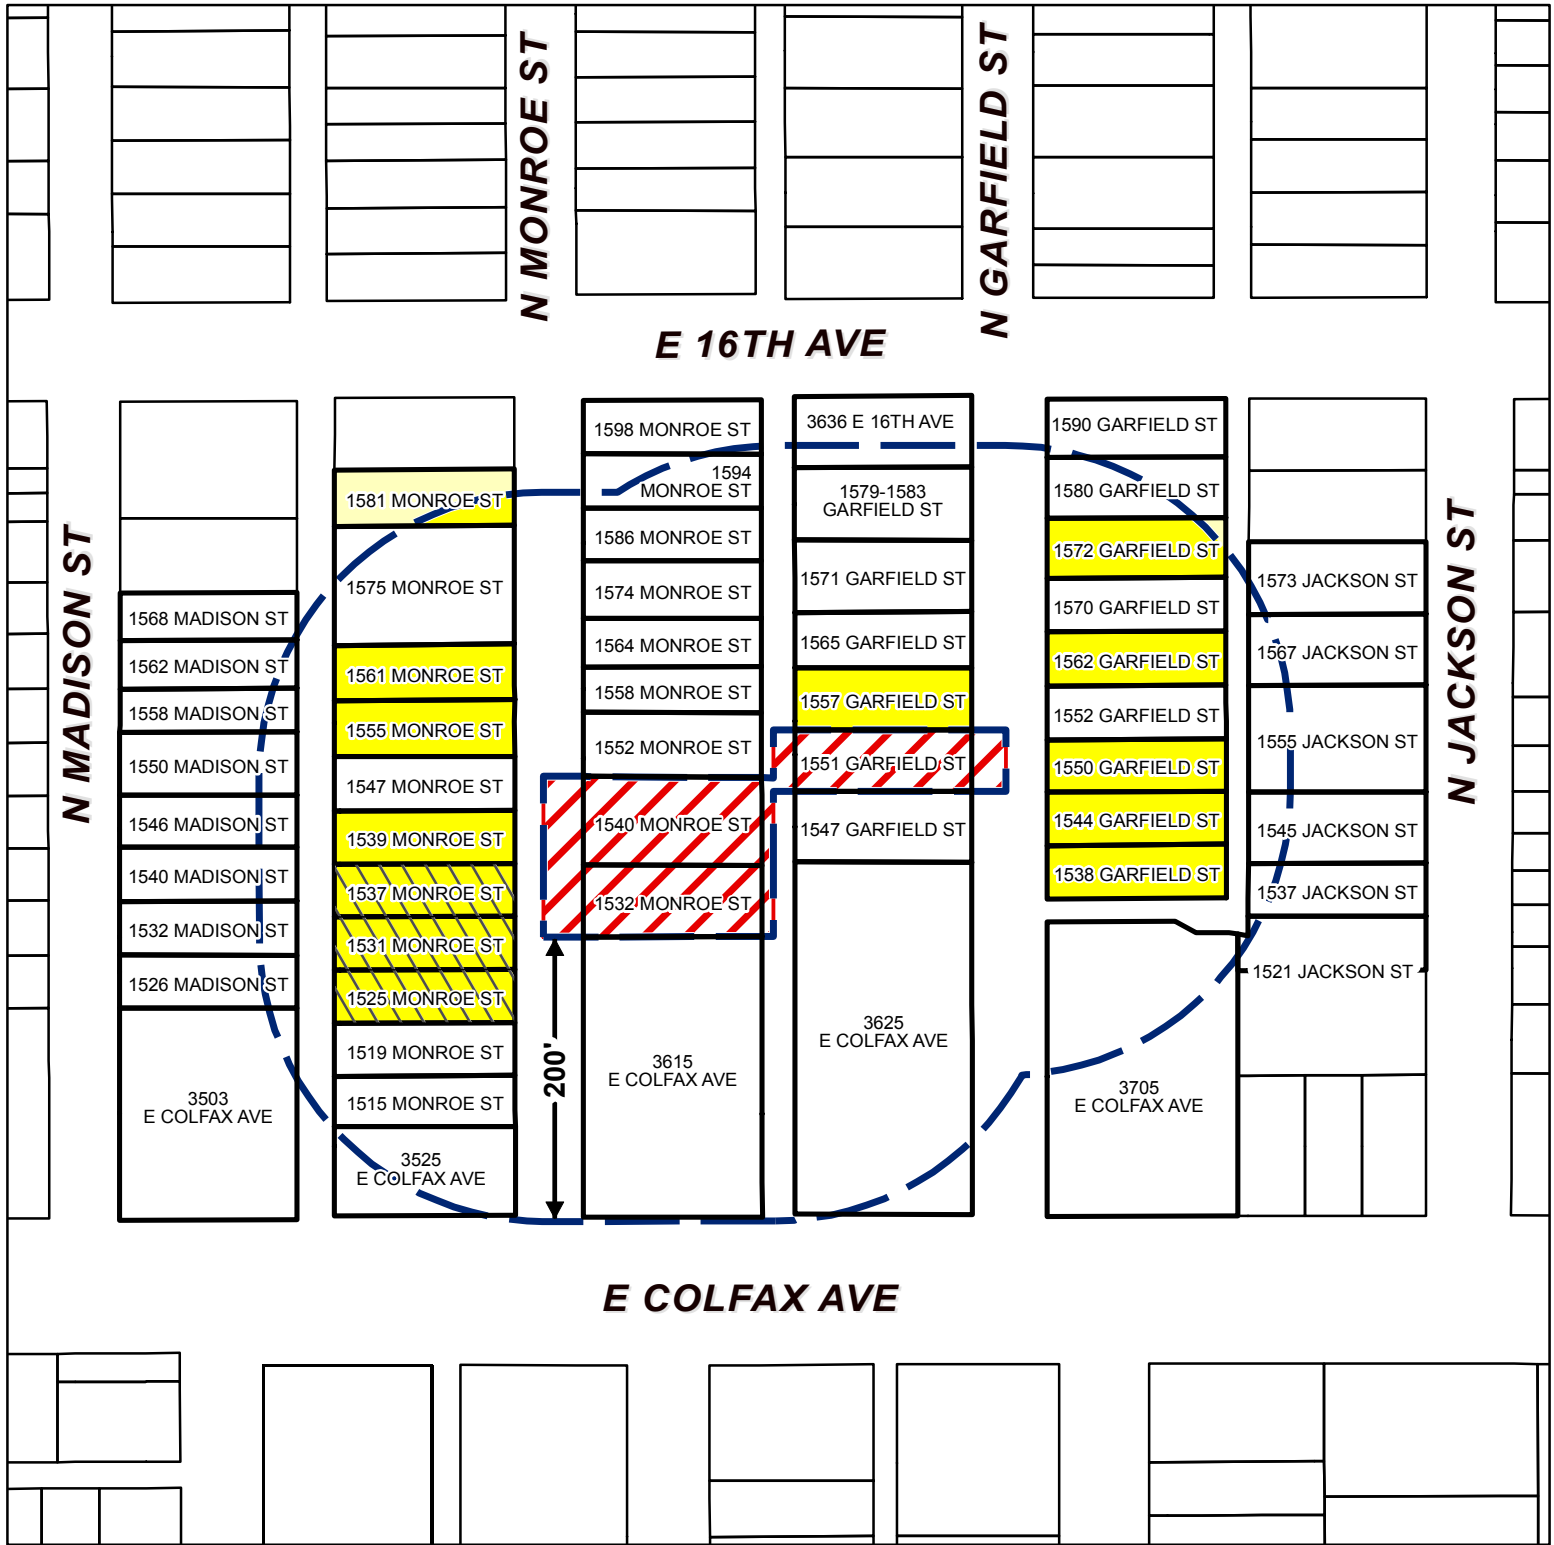 N MONROE ST
N GARFIELD ST
E 16TH AVE
N MADISON ST
N JACKSON ST
1568 MADISON ST
1562 MADISON ST
1558 MADISON ST
1550 MADISON ST
1546 MADISON ST
1540 MADISON ST
1532 MADISON ST
1526 MADISON ST
3503
E COLFAX AVE
1581 MONROE ST
1575 MONROE ST
1561 MONROE ST
1555 MONROE ST
1547 MONROE ST
1539 MONROE ST
1537 MONROE ST
1531 MONROE ST
1525 MONROE ST
1519 MONROE ST
1515 MONROE ST
3525
E COLFAX AVE
200'
1598 MONROE ST
1594
MONROE ST
1586 MONROE ST
1574 MONROE ST
1564 MONROE ST
1558 MONROE ST
1552 MONROE ST
1540 MONROE ST
1532 MONROE ST
3615
E COLFAX AVE
3636 E 16TH AVE
1579-1583
GARFIELD ST
1571 GARFIELD ST
1565 GARFIELD ST
1557 GARFIELD ST
1551 GARFIELD ST
1547 GARFIELD ST
3625
E COLFAX AVE
1590 GARFIELD ST
1580 GARFIELD ST
1572 GARFIELD ST
1570 GARFIELD ST
1562 GARFIELD ST
1552 GARFIELD ST
1550 GARFIELD ST
1544 GARFIELD ST
1538 GARFIELD ST
3705
E COLFAX AVE
1573 JACKSON ST
1567 JACKSON ST
1555 JACKSON ST
1545 JACKSON ST
1537 JACKSON ST
1521 JACKSON ST
E COLFAX AVE